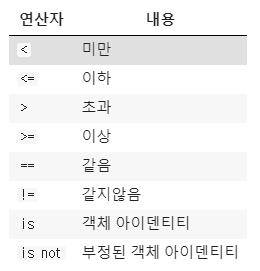 연산자 내용
< 미만
<= 이하
> 초과
>= 이상
== 같음
!= 같지않음
is 객체 아이덴티티
is not 부정된 객체 아이덴티티